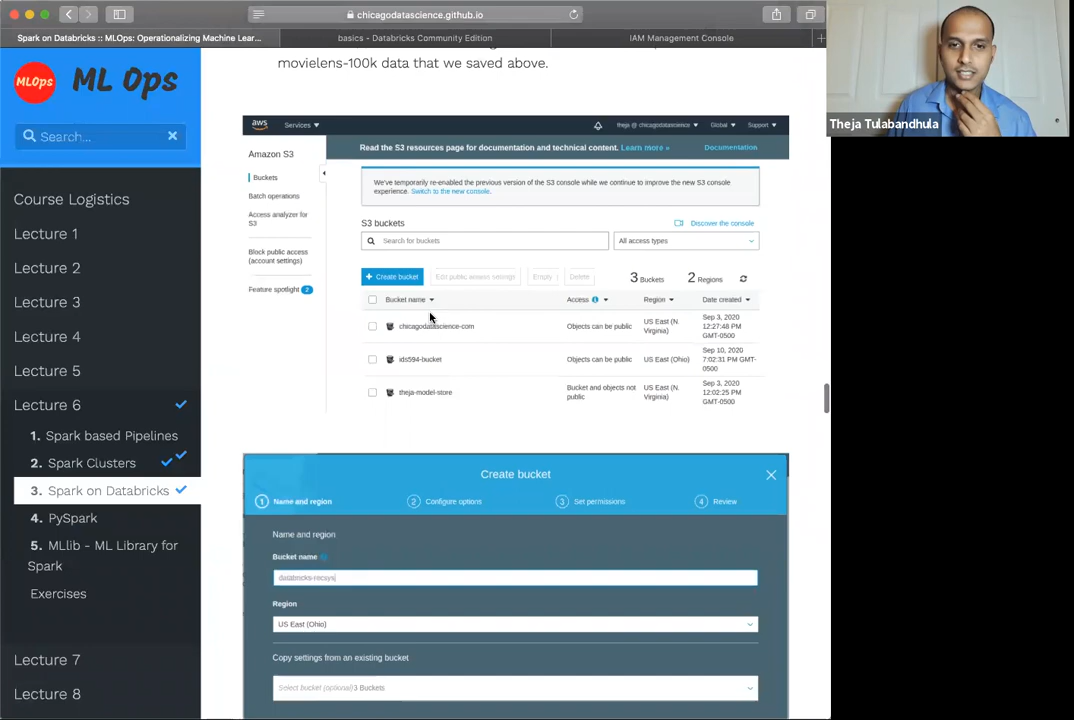 chicagodatascience.github.io
Spark on Databricks :: MLOps: Operationalizing Machine Lear...
basics - Databricks Community Edition
IAM Management Console
MLOps
ML Ops
Search...
Course Logistics
Lecture 1
Lecture 2
Lecture 3
Lecture 4
Lecture 5
Lecture 6
1. Spark based Pipelines
2. Spark Clusters
3. Spark on Databricks
4. PySpark
5. MLlib - ML Library for
Spark
Exercises
Lecture 7
Lecture 8
movielens-100k data that we saved above.
aws
Services
theja @ chicagodatascience
Global
Support
Amazon S3
Buckets
Batch operations
Access analyzer for
S3
Block public access
(account settings)
Feature spotlight 2
Read the S3 resources page for documentation and technical content. Learn more »
Documentation
We've temporarily re-enabled the previous version of the S3 console while we continue to improve the new S3 console
experience. Switch to the new console.
S3 buckets
Discover the console
Search for buckets
All access types
+ Create bucket
Edit public access settings
Empty
Delete
3 Buckets
2 Regions
Bucket name
Access
Region
Date created
chicagodatascience-com
Objects can be public
US East (N.
Virginia)
Sep 3, 2020
12:27:48 PM
GMT-0500
ids594-bucket
Objects can be public
US East (Ohio)
Sep 10, 2020
7:02:31 PM GMT-
0500
theja-model-store
Bucket and objects not
public
US East (N.
Virginia)
Sep 3, 2020
12:02:25 PM
GMT-0500
Create bucket
1 Name and region
2 Configure options
3 Set permissions
4 Review
Name and region
Bucket name
databricks-recsys
Region
US East (Ohio)
Copy settings from an existing bucket
Select bucket (optional)3 Buckets
Theja Tulabandhula